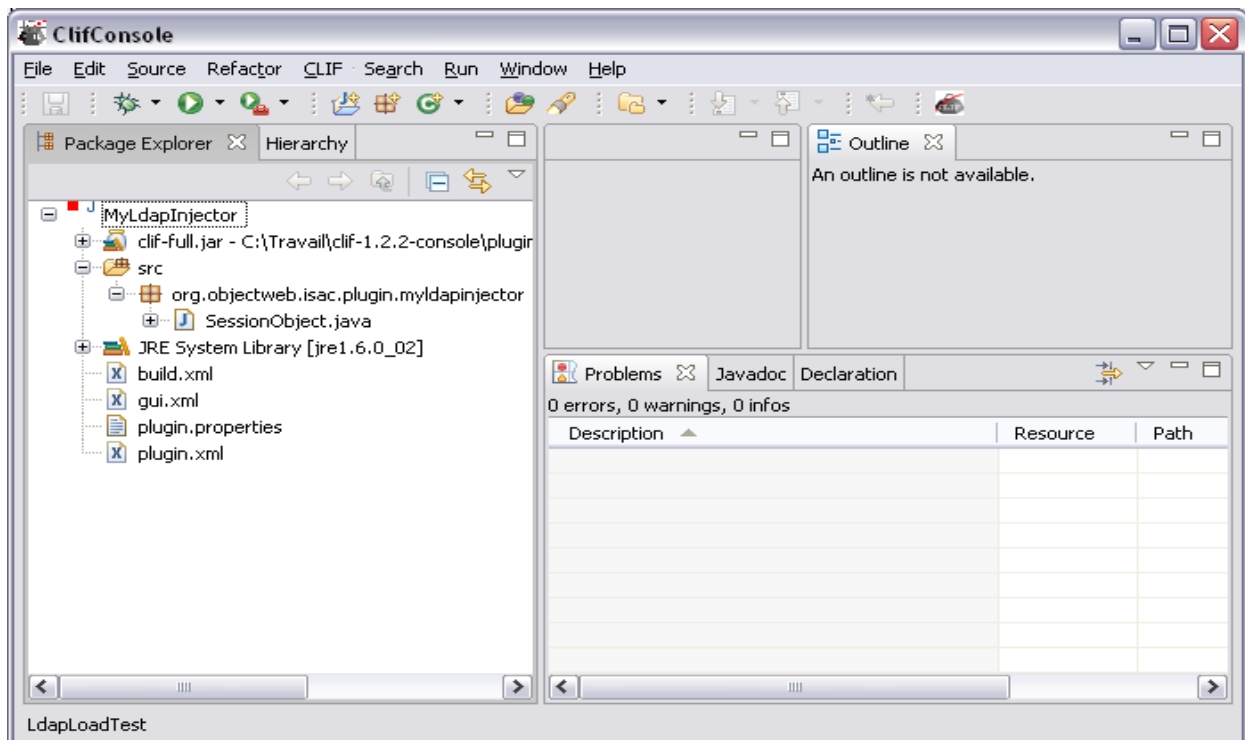 ClifConsole
File Edit Source Refactor CLIF Search Run Window Help
Package Explorer Hierarchy
MyLdapInjector
clif-full.jar - C:\Travail\clif-1.2.2-console\plugin
src
org.objectweb.isac.plugin.myldapinjector
SessionObject.java
JRE System Library [jre1.6.0_02]
build.xml
gui.xml
plugin.properties
plugin.xml
Outline
An outline is not available.
Problems Javadoc Declaration
0 errors, 0 warnings, 0 infos
Description Resource Path
LdapLoadTest